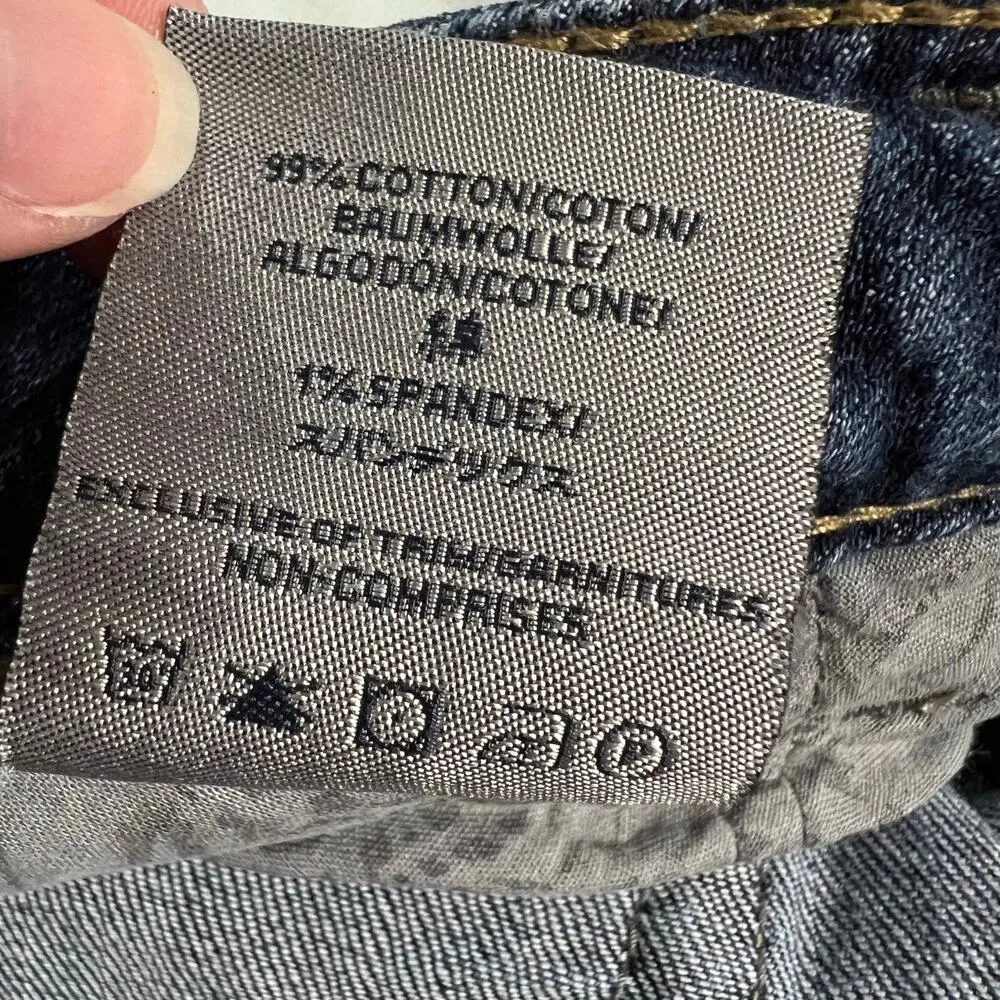 99% COTTON/COTON/
BAUMWOLLE/
ALGODÓN/COTONE/
綿
1% SPANDEX/
スパンデックス
EXCLUSIVE OF TRIM/GARNITURES
NON-COMPRISES
P